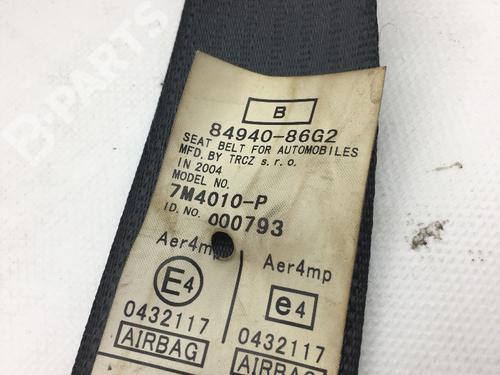 B-PARTS
B
84940-86G2
SEAT BELT FOR AUTOMOBILES
MFD. BY TRCZ s.r.o.
IN 2004
MODEL NO.
7M4010-P
ID. NO. 000793
Aer4mp
E4
0432117
AIRBAG
Aer4mp
e4
0432117
AIRBAG